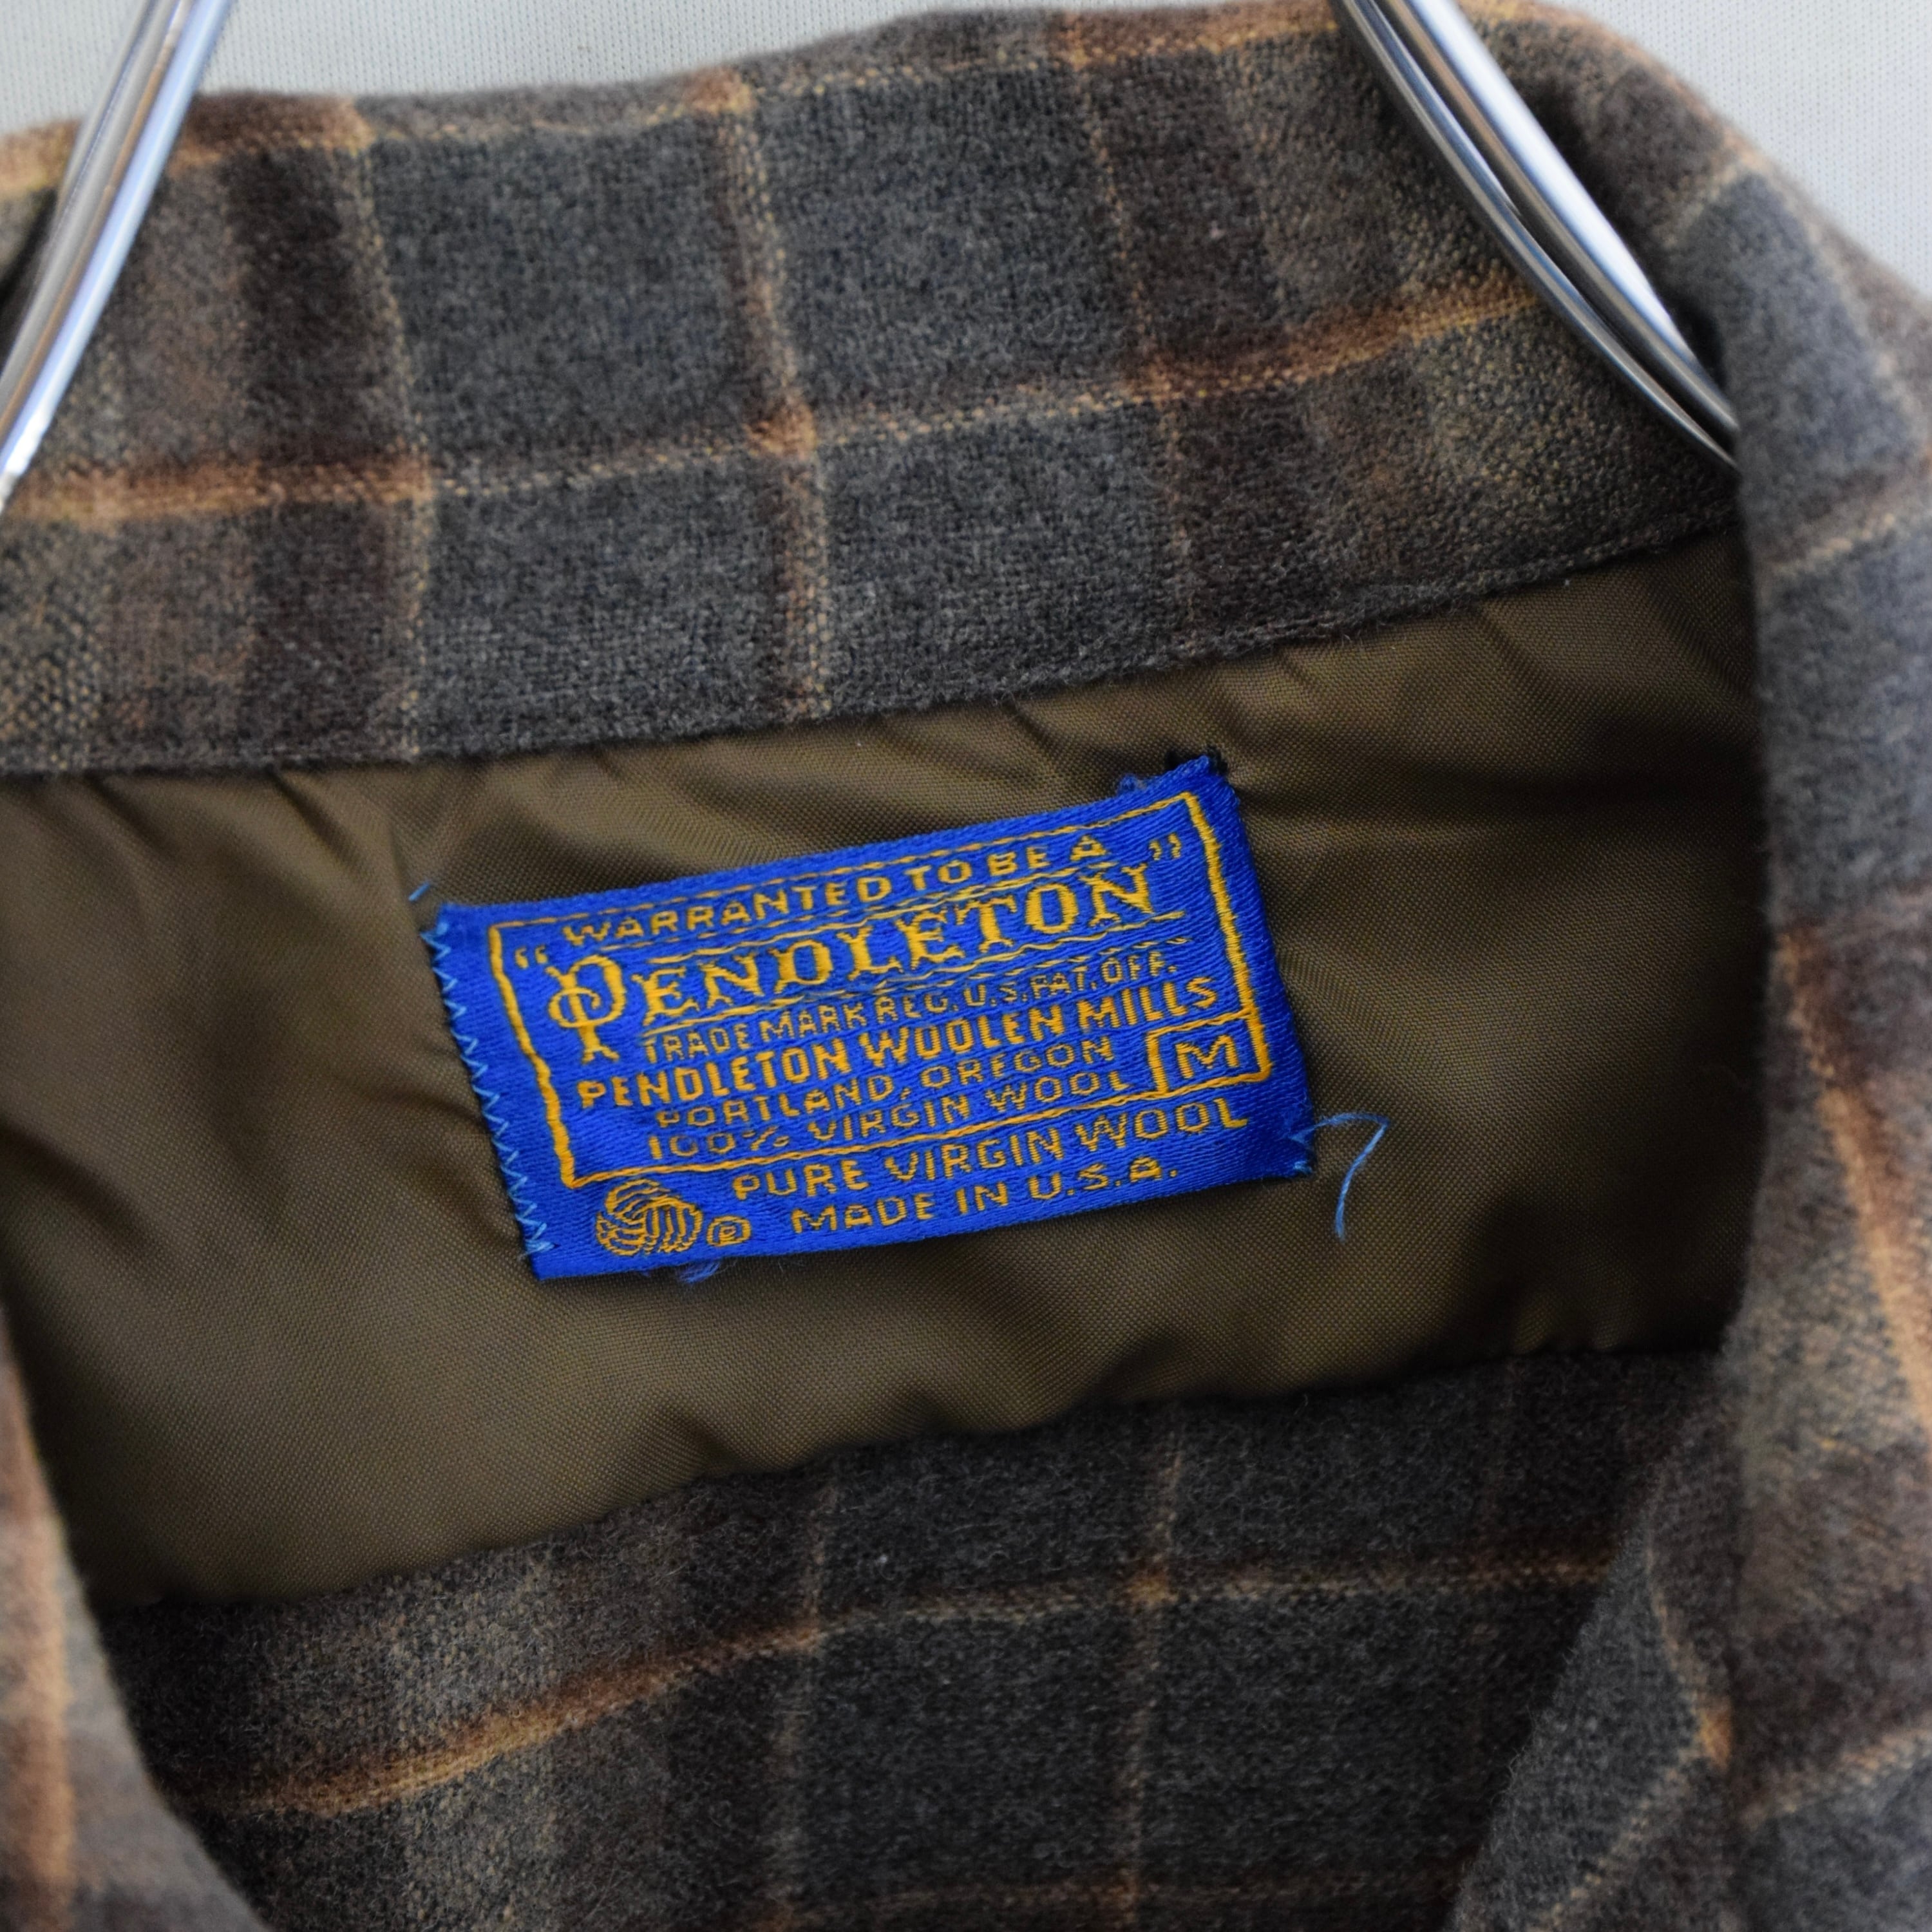 WARRANTED TO BE A
"PENDLETON"
TRADE MARK REG. U.S. PAT. OFF.
PENDLETON WOOLEN MILLS
PORTLAND, OREGON
100% VIRGIN WOOL
M
PURE VIRGIN WOOL
® MADE IN U.S.A.